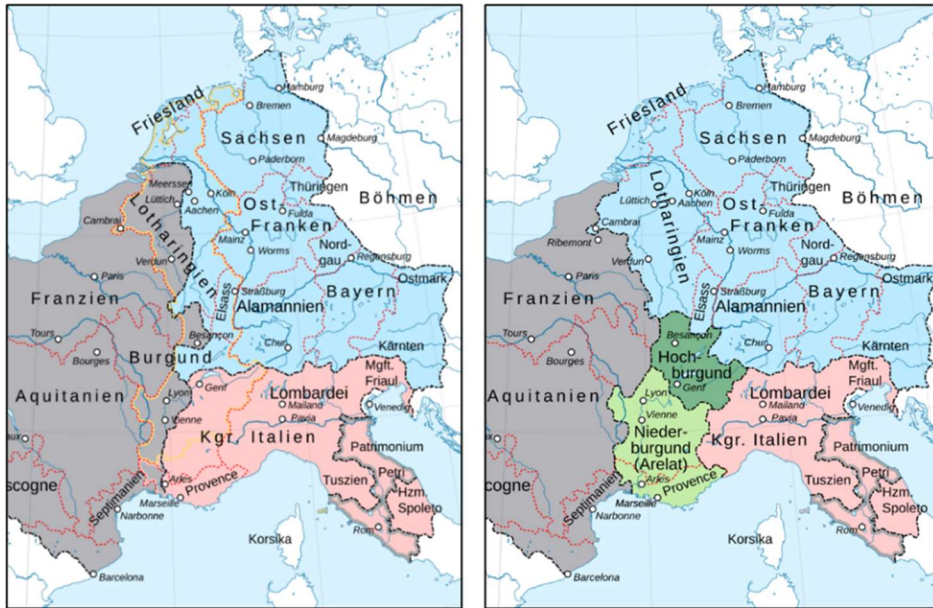 Friesland
Hamburg
Bremen
Sachsen
Magdeburg
Paderborn
Meerssen
Köln
Thüringen
Lüttich
Aachen
Lotharingien
Ost-
Franken
Fulda
Böhmen
Cambrai
Mainz
Worms
Nord-
gau
Verdun
Regensburg
Paris
Straßburg
Ostmark
Franzien
Elsass
Alamannien
Bayern
Tours
Besançon
Bourges
Burgund
Chur
Kärnten
Genf
Mgft.
Friaul
Aquitanien
Lyon
Lombardei
Mailand
Venedig
Vienne
Pavia
Kgr. Italien
Patrimonium
Petri
Tuszien
Hzm.
Spoleto
scogne
Septimanien
Arles
Provence
Marseille
Narbonne
Rom
Korsika
Barcelona
Friesland
Hamburg
Bremen
Sachsen
Magdeburg
Paderborn
Köln
Thüringen
Lüttich
Aachen
Lotharingien
Ost-
Franken
Fulda
Böhmen
Cambrai
Ribemont
Mainz
Worms
Nord-
gau
Verdun
Regensburg
Paris
Straßburg
Ostmark
Franzien
Elsass
Alamannien
Bayern
Tours
Besançon
Bourges
Hoch-
burgund
Chur
Kärnten
Genf
Mgft.
Friaul
Aquitanien
Lyon
Lombardei
Mailand
Venedig
Vienne
Pavia
Nieder-
burgund
(Arelat)
Kgr. Italien
Patrimonium
Petri
Tuszien
Hzm.
Spoleto
scogne
Septimanien
Arles
Provence
Marseille
Narbonne
Rom
Korsika
Barcelona